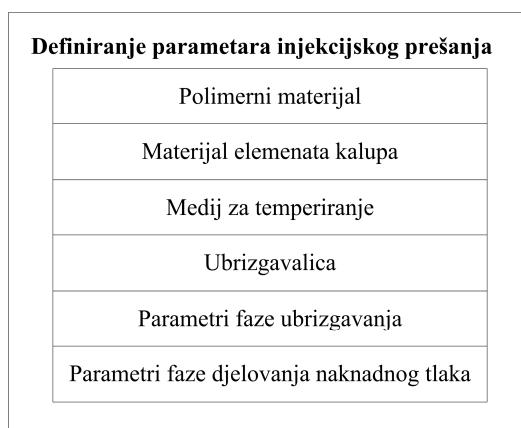 Definiranje parametara injekcijskog prešanja
Polimerni materijal
Materijal elemenata kalupa
Medij za temperiranje
Ubrizgavalica
Parametri faze ubrizgavanja
Parametri faze djelovanja naknadnog tlaka